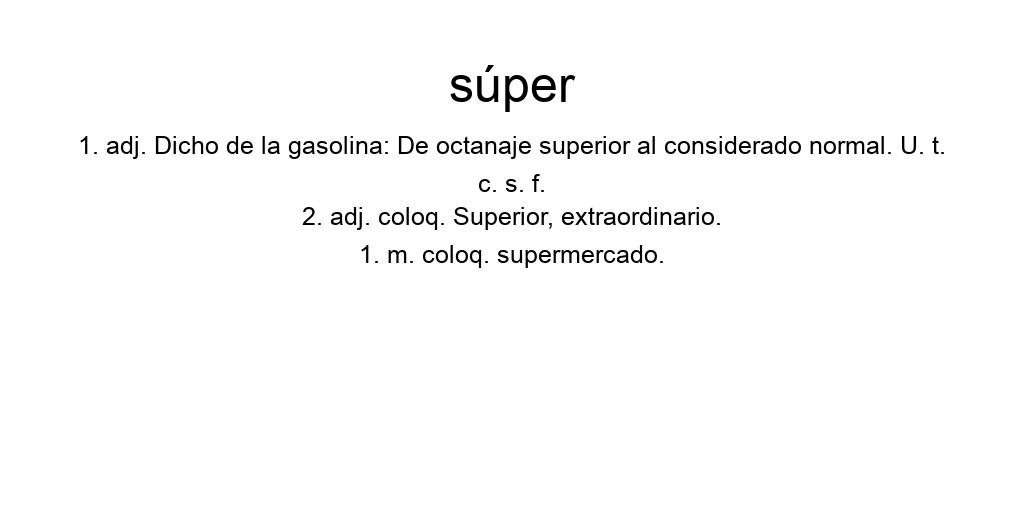 súper
1. adj. Dicho de la gasolina: De octanaje superior al considerado normal. U. t.
c. s. f.
2. adj. coloq. Superior, extraordinario.
1. m. coloq. supermercado.